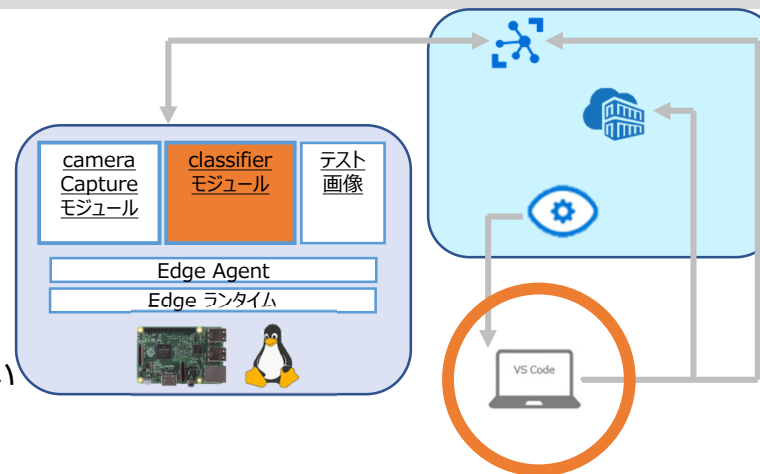 camera
Capture
モジュール
classifier
モジュール
テスト
画像
Edge Agent
Edge ランタイム
い
VS Code